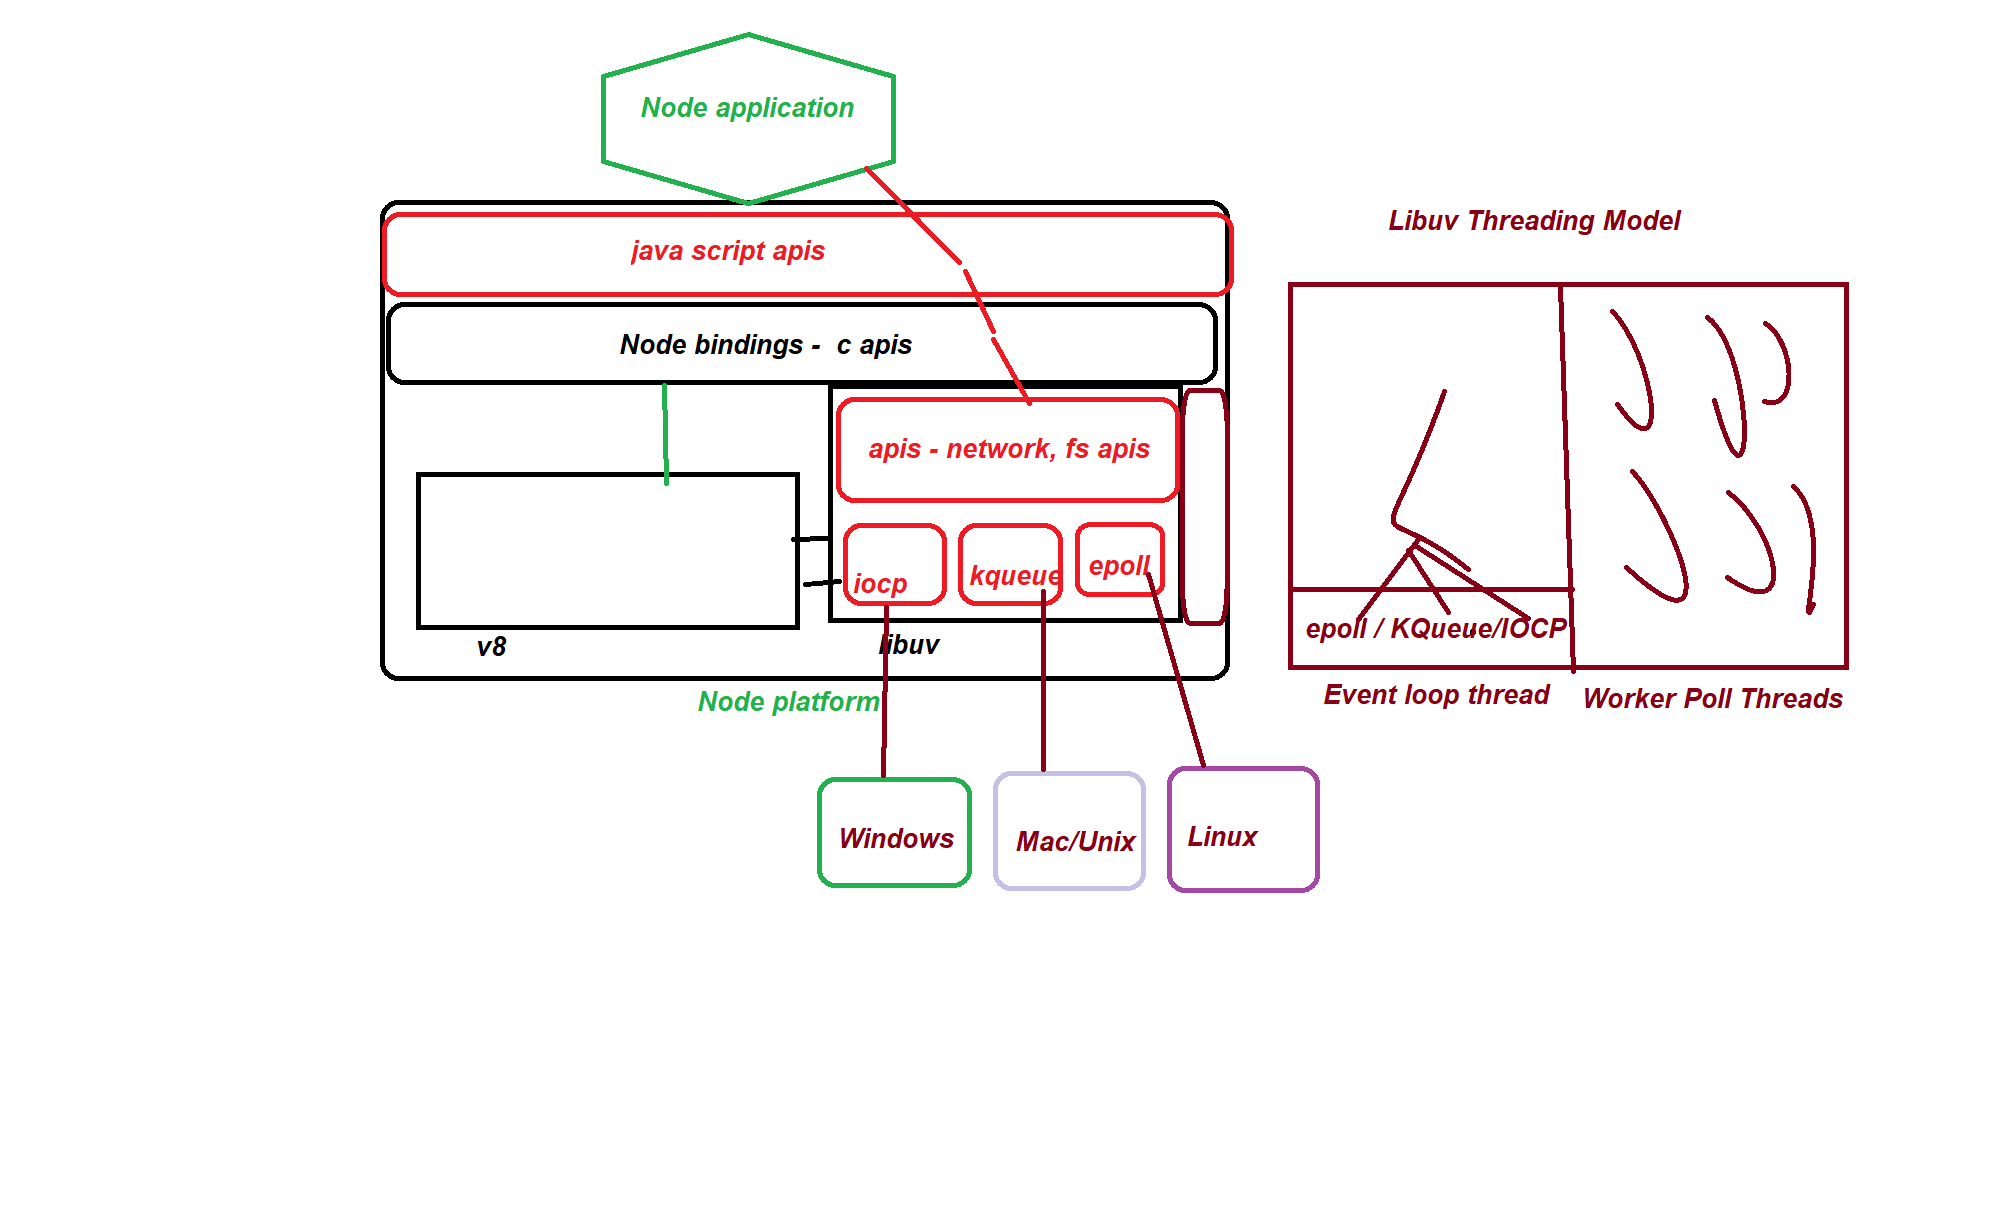 Node application
java script apis
Node bindings -  c apis
apis - network, fs apis
iocp
kqueue
epoll
v8
libuv
Node platform
Windows
Mac/Unix
Linux
Libuv Threading Model
epoll / KQueue/IOCP
Event loop thread
Worker Poll Threads